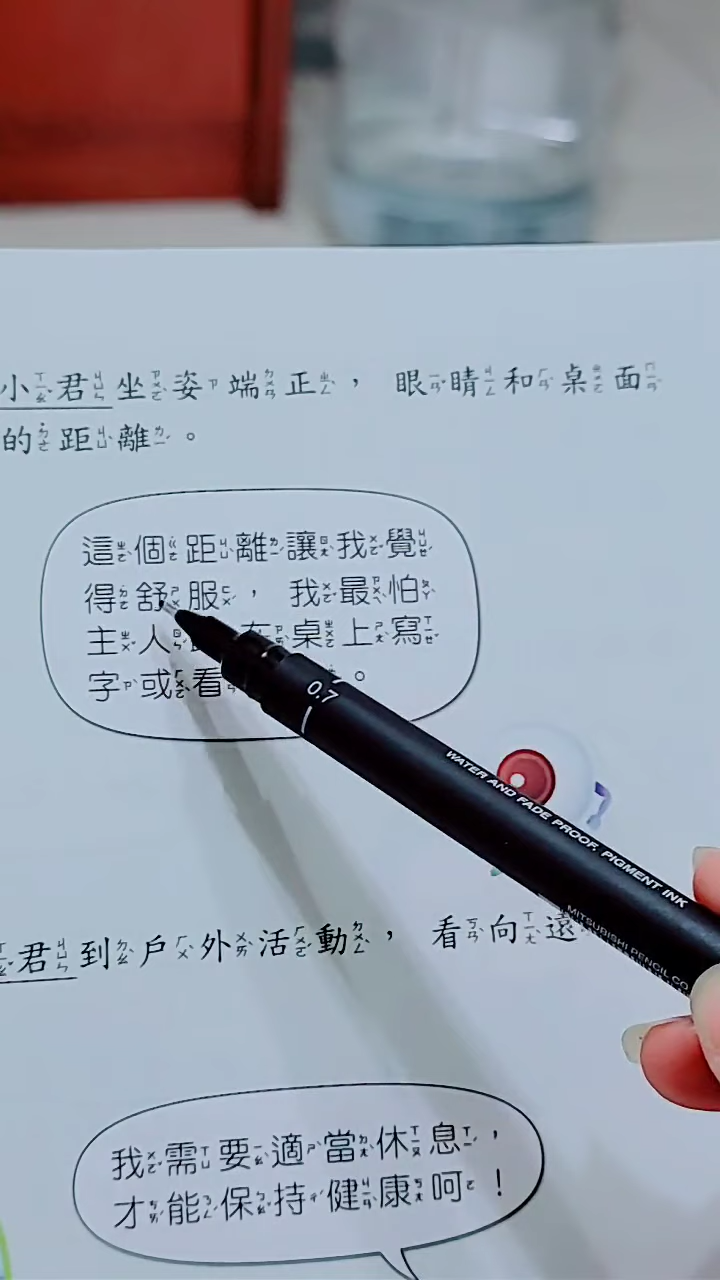 小君坐姿端正，眼睛和桌面
的距離。
這個距離讓我覺
得舒服，我最怕
主人 在桌上寫
字或看 。
0.7
WATER AND FADE PROOF, PIGMENT INK
MITSUBISHI PENCIL CO
君到戶外活動，看向遠
我需要適當休息，
才能保持健康呵！